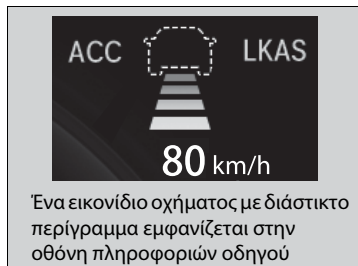 ACC LKAS
80 km/h
Ένα εικονίδιο οχήματος με διάστικτο
περίγραμμα εμφανίζεται στην
οθόνη πληροφοριών οδηγού